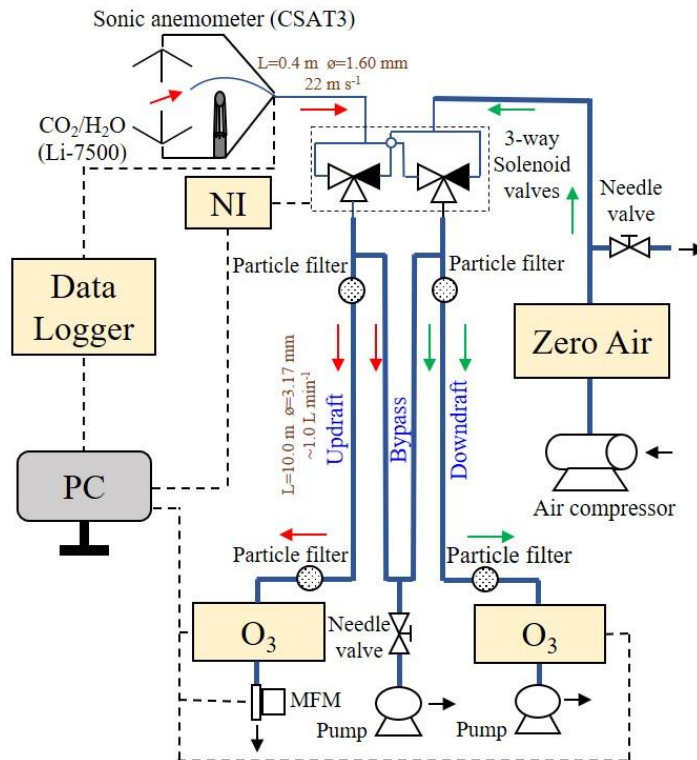 Sonic anemometer (CSAT3)
L=0.4 m ø=1.60 mm
22 m s⁻¹
CO₂/H₂O
(Li-7500)
3-way
Solenoid
valves
Needle
valve
NI
Particle filter
Particle filter
Data
Logger
Zero Air
L=10.0 m ø=3.17 mm
~1.0 L min⁻¹
Updraft
Bypass
Downdraft
PC
Air compressor
Particle filter
Particle filter
O₃
Needle
valve
O₃
MFM
Pump
Pump